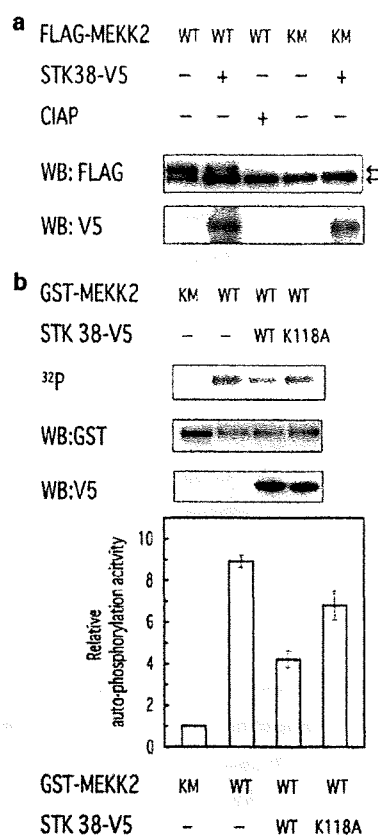 a
FLAG-MEKK2 WT WT WT KM KM
STK38-V5 – + – – +
CIAP – – + – –
WB: FLAG
WB: V5
b
GST-MEKK2 KM WT WT WT
STK 38-V5 – – WT K118A
32P
WB:GST
WB:V5
Relative
auto-phosphorylation acitvity
10
8
6
4
2
0
GST-MEKK2 KM WT WT WT
STK 38-V5 – – WT K118A